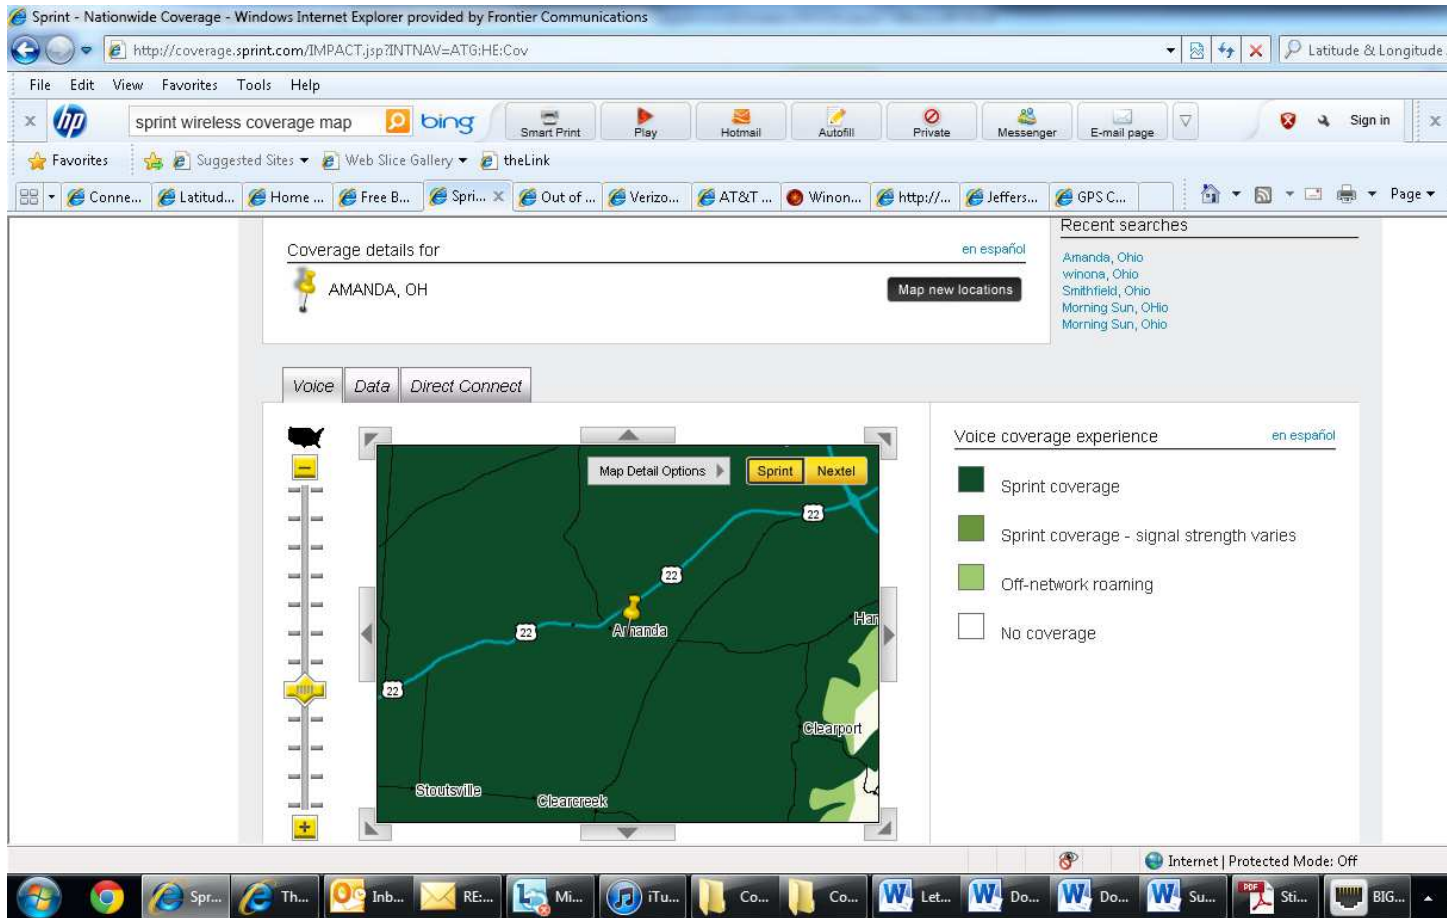 Sprint - Nationwide Coverage - Windows Internet Explorer provided by Frontier Communications
http://coverage.sprint.com/IMPACT.jsp?INTNAV=ATG:HE:Cov
Latitude & Longitude
File Edit View Favorites Tools Help
x hp sprint wireless coverage map bing Smart Print Play Hotmail Autofill Private Messenger E-mail page Sign in x
Favorites Suggested Sites Web Slice Gallery theLink
Conne... Latitud... Home ... Free B... Spri... X Out of ... Verizo... AT&T ... Winon... http://... Jeffers... GPS C... Page
Coverage details for en español
AMANDA, OH Map new locations
Recent searches
Amanda, Ohio
winona, Ohio
Smithfield, Ohio
Morning Sun, OHio
Morning Sun, Ohio
Voice Data Direct Connect
Map Detail Options Sprint Nextel
22
22
Amanda
Han
22
22
Clearport
Stoutsville
Clearcreek
Voice coverage experience en español
Sprint coverage
Sprint coverage - signal strength varies
Off-network roaming
No coverage
Internet | Protected Mode: Off
Spr... Th... Inb... RE:... Mi... iTu... Co... Co... Let... Do... Do... Su... PDF Sti... BIG...